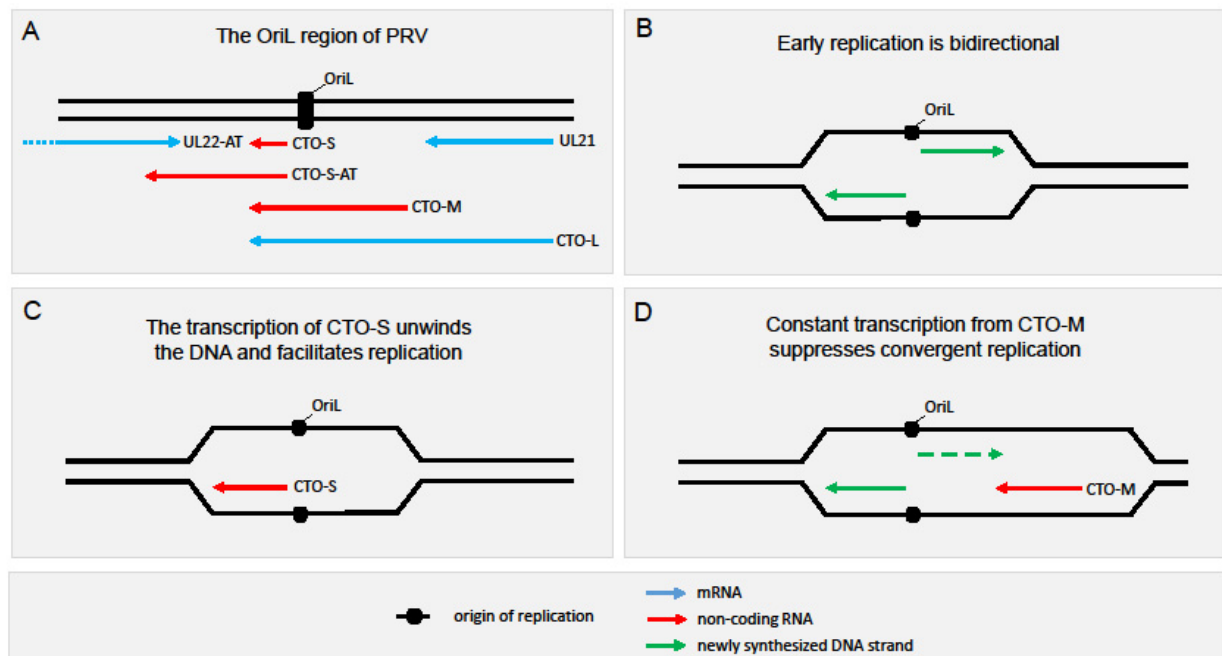 A
The OriL region of PRV
OriL
UL22-AT
CTO-S
UL21
CTO-S-AT
CTO-M
CTO-L
B
Early replication is bidirectional
OriL
C
The transcription of CTO-S unwinds
the DNA and facilitates replication
OriL
CTO-S
D
Constant transcription from CTO-M
suppresses convergent replication
OriL
CTO-M
origin of replication
mRNA
non-coding RNA
newly synthesized DNA strand